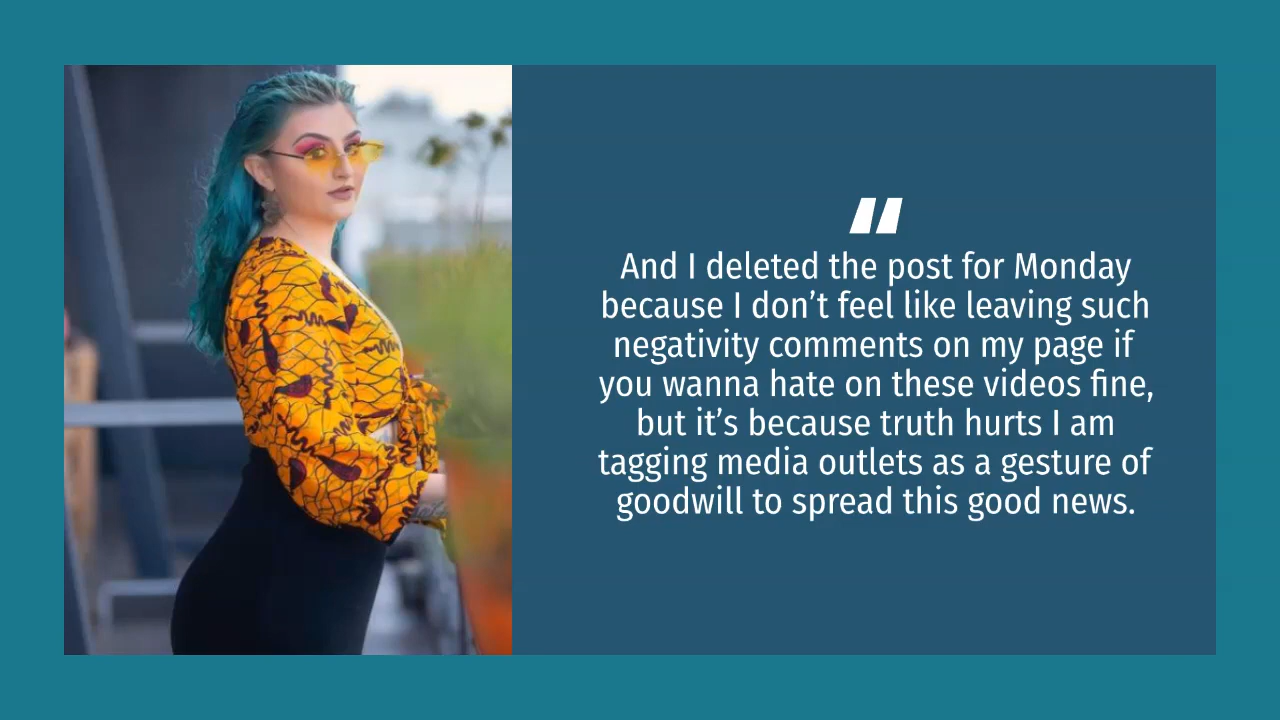 And I deleted the post for Monday
because I don’t feel like leaving such
negativity comments on my page if
you wanna hate on these videos fine,
but it’s because truth hurts I am
tagging media outlets as a gesture of
goodwill to spread this good news.